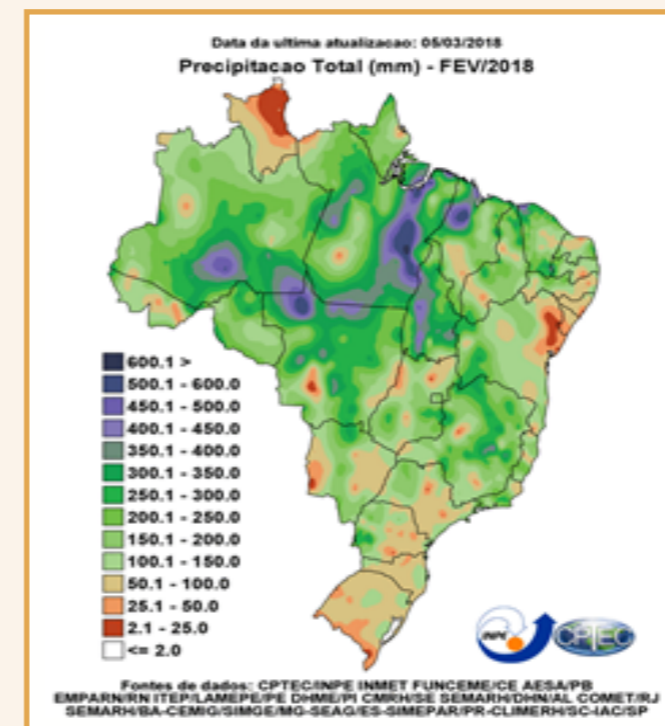 Data da ultima atualizacao: 05/03/2018
Precipitacao Total (mm) - FEV/2018
600.1 >
500.1 - 600.0
450.1 - 500.0
400.1 - 450.0
350.1 - 400.0
300.1 - 350.0
250.1 - 300.0
200.1 - 250.0
150.1 - 200.0
100.1 - 150.0
50.1 - 100.0
25.1 - 50.0
2.1 - 25.0
<= 2.0
INPE
CPTEC
Fontes de dados: CPTEC/INPE INMET FUNCEME/CE AESA/PB
EMPARN/RN ITEP/LAMEPE/PE DHME/PI CMRH/SE SEMARH/DHN/AL COMET/RJ
SEMARH/BA-CEMIG/SIMGE/MG-SEAG/ES-SIMEPAR/PR-CLIMERH/SC-IAC/SP